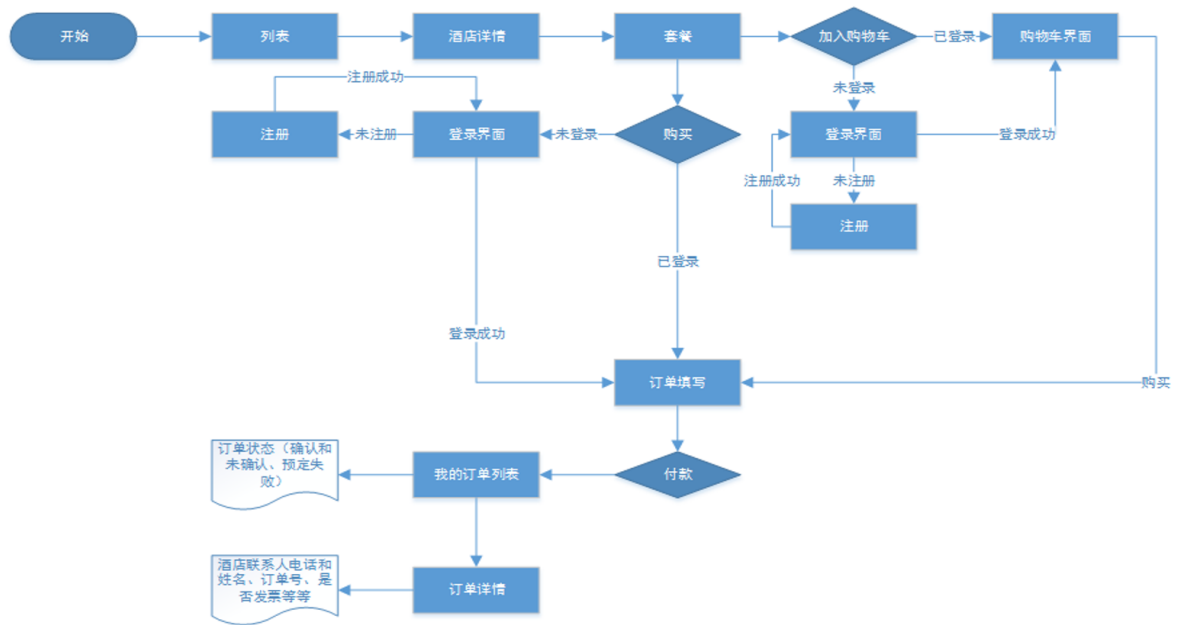 开始
列表
酒店详情
套餐
加入购物车
已登录
购物车界面
注册成功
未登录
注册
未注册
登录界面
未登录
购买
登录界面
登录成功
注册成功
未注册
注册
已登录
登录成功
订单填写
购买
订单状态（确认和
未确认、预定失
败）
我的订单列表
付款
酒店联系人电话和
姓名、订单号、是
否发票等等
订单详情